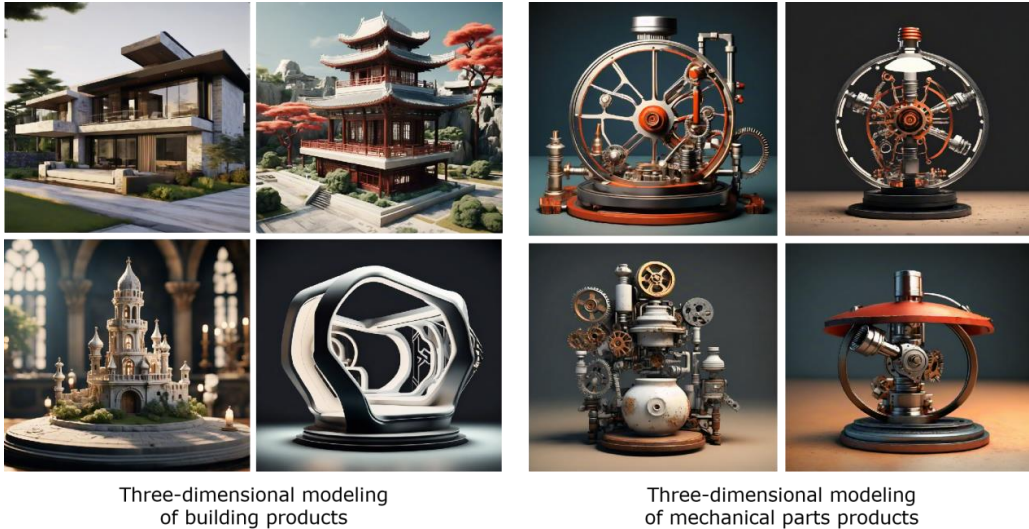 Three-dimensional modeling
of building products
Three-dimensional modeling
of mechanical parts products